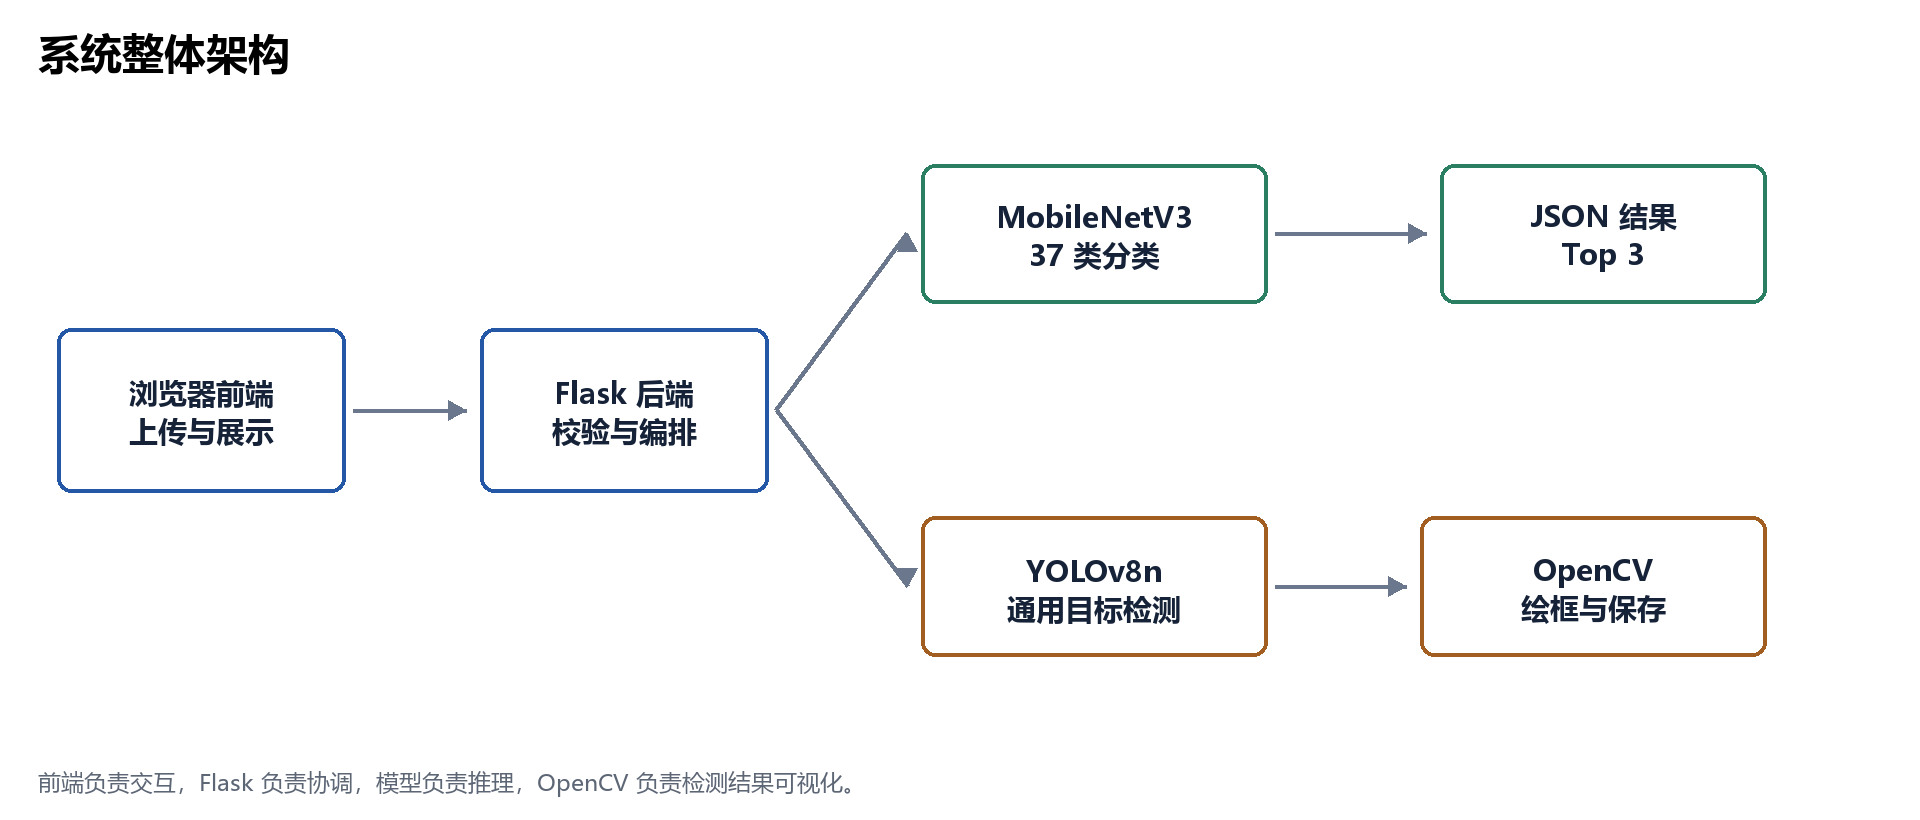 系统整体架构
MobileNetV3
37 类分类
JSON 结果
Top 3
浏览器前端
上传与展示
Flask 后端
校验与编排
YOLOv8n
通用目标检测
OpenCV
绘框与保存
前端负责交互，Flask 负责协调，模型负责推理，OpenCV 负责检测结果可视化。